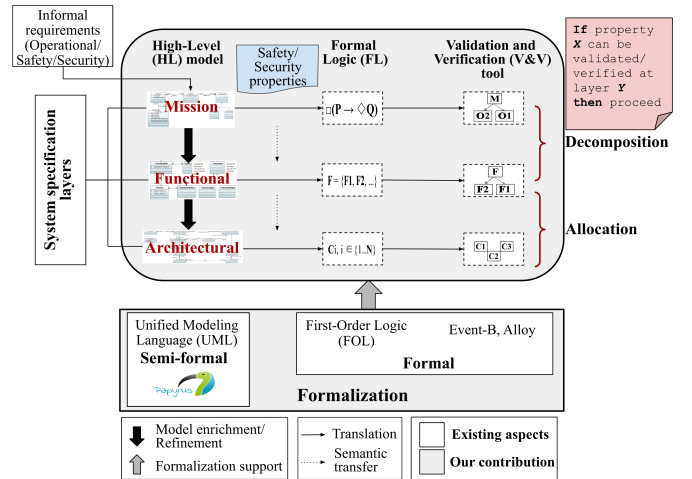 Informal
requirements
(Operational/
Safety/Security)
High-Level
(HL) model
Safety/
Security
properties
Formal
Logic (FL)
Validation and
Verification (V&V)
tool
If property
X can be
validated/
verified at
layer Y
then proceed
System specification
layers
Mission
□(P → ◇Q)
M
O2 O1
Decomposition
Functional
F = {F1, F2, ...}
F
F2 F1
Allocation
Architectural
Ci, i ∈ {1..N}
C1 C3
C2
Unified Modeling
Language (UML)
Semi-formal
Papyrus
First-Order Logic
(FOL)
Event-B, Alloy
Formal
Formalization
Model enrichment/
Refinement
Formalization support
Translation
Semantic
transfer
Existing aspects
Our contribution